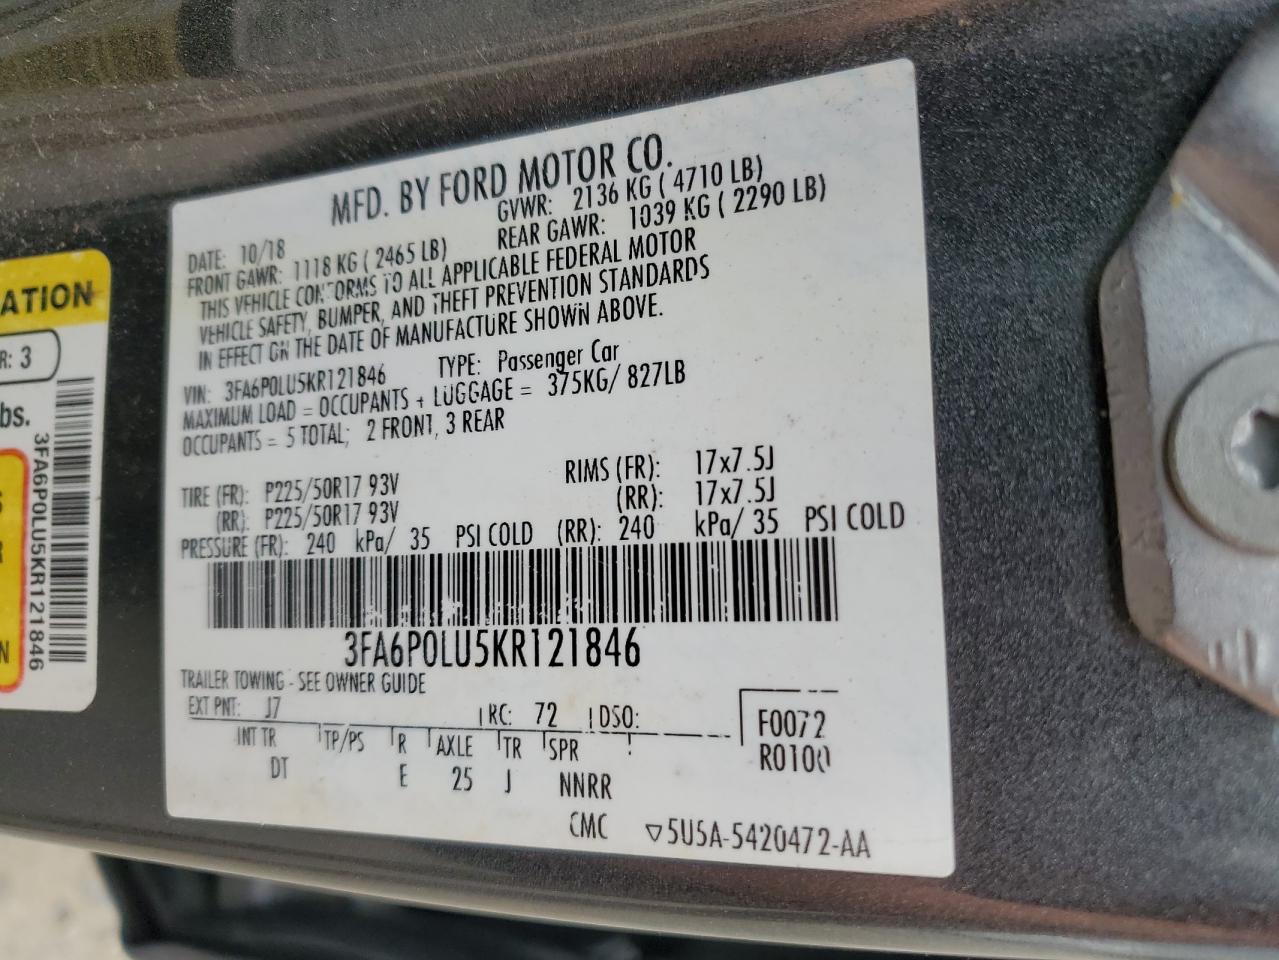 MFD. BY FORD MOTOR CO.
DATE: 10/18 GVWR: 2136 KG ( 4710 LB)
FRONT GAWR: 1118 KG ( 2465 LB) REAR GAWR: 1039 KG ( 2290 LB)
THIS VEHICLE CONFORMS TO ALL APPLICABLE FEDERAL MOTOR
VEHICLE SAFETY, BUMPER, AND THEFT PREVENTION STANDARDS
IN EFFECT ON THE DATE OF MANUFACTURE SHOWN ABOVE.
VIN: 3FA6P0LU5KR121846 TYPE: Passenger Car
MAXIMUM LOAD = OCCUPANTS + LUGGAGE = 375KG/ 827LB
OCCUPANTS = 5 TOTAL; 2 FRONT, 3 REAR
TIRE (FR): P225/50R17 93V RIMS (FR): 17x7.5J
(RR): P225/50R17 93V (RR): 17x7.5J
PRESSURE (FR): 240 kPa/ 35 PSI COLD (RR): 240 kPa/ 35 PSI COLD
3FA6P0LU5KR121846
TRAILER TOWING - SEE OWNER GUIDE
EXT PNT: J7 RC: 72 DSO: F0072
INT TR TP/PS R AXLE TR SPR R0100
DT E 25 J NNRR
CMC 5U5A-5420472-AA
ATION
R: 3
bs.
3FA6P0LU5KR121846
S
R
N